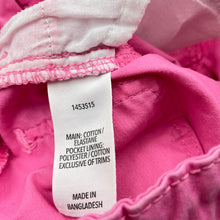 1453515
MAIN: COTTON /
ELASTANE
POCKET LINING:
POLYESTER / COTTON
EXCLUSIVE OF TRIMS
MADE IN
BANGLADESH